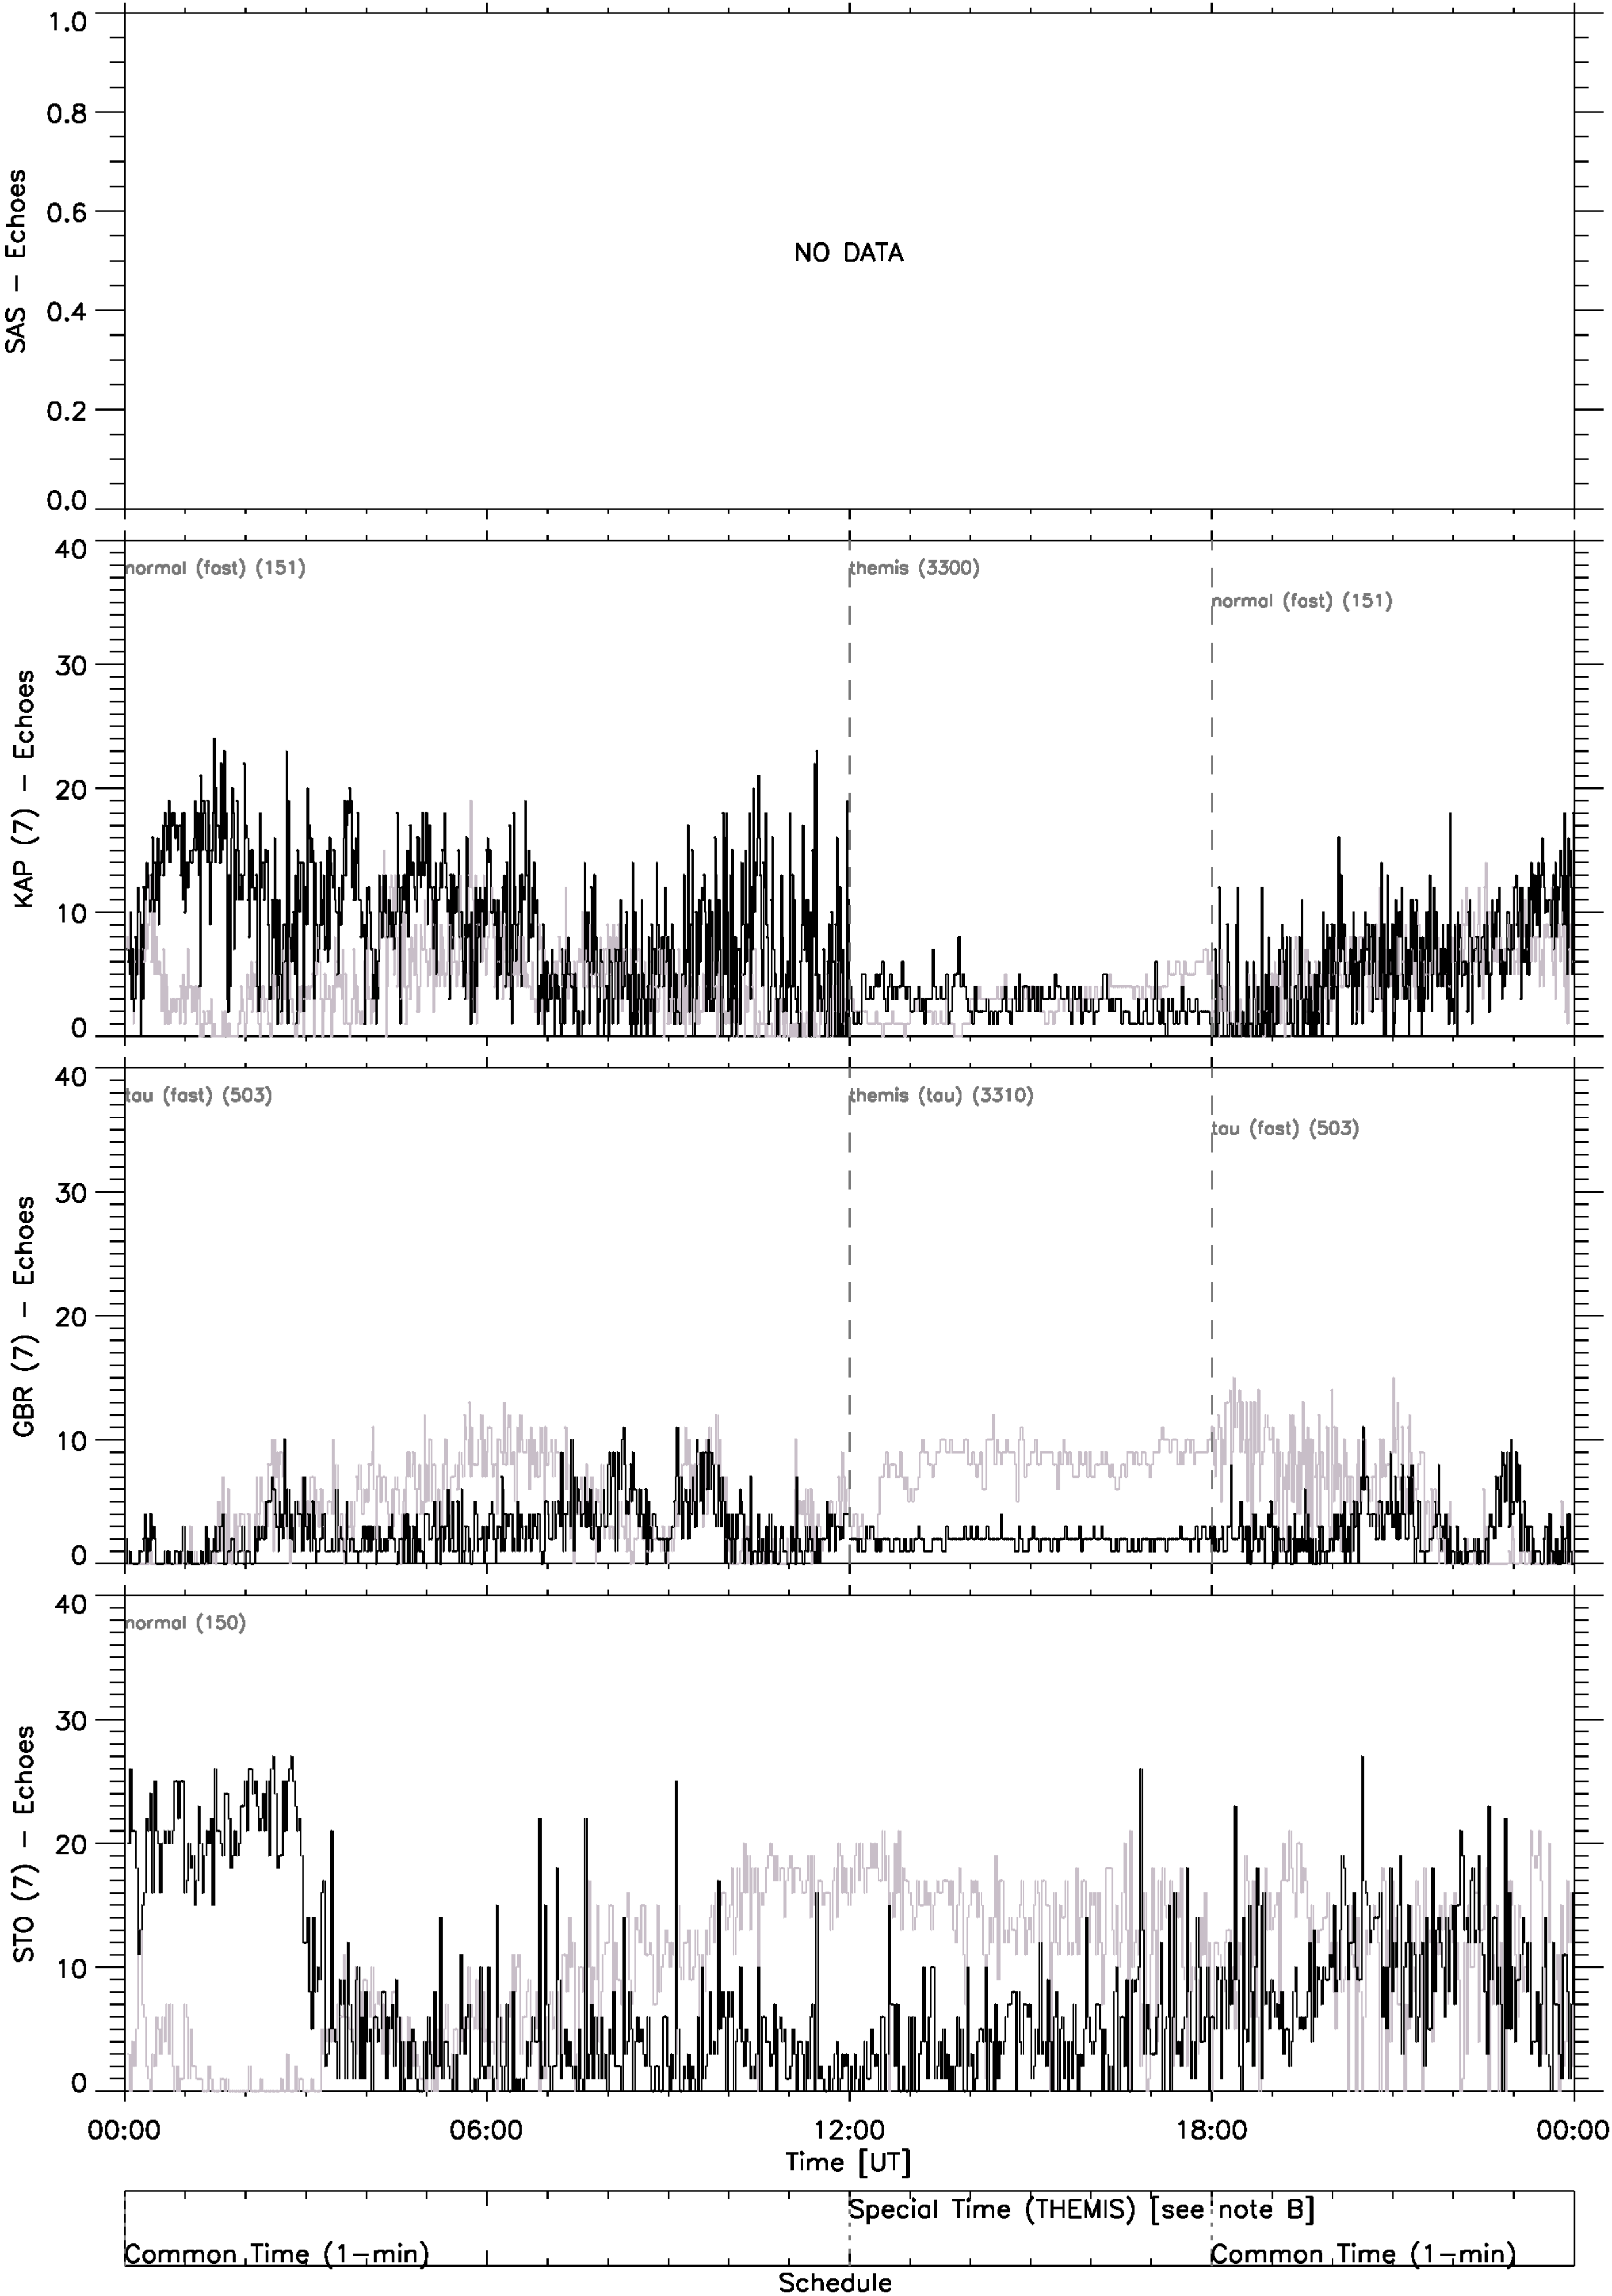 1.0
0.8
0.6
0.4
0.2
0.0
SAS - Echoes
NO DATA
40
30
20
10
0
KAP (7) - Echoes
normal (fast) (151)
themis (3300)
normal (fast) (151)
40
30
20
10
0
GBR (7) - Echoes
tau (fast) (503)
themis (tau) (3310)
tau (fast) (503)
40
30
20
10
0
STO (7) - Echoes
normal (150)
00:00 06:00 12:00 18:00 00:00
Time [UT]
Special Time (THEMIS) [see note B]
Common Time (1-min) Common Time (1-min)
Schedule